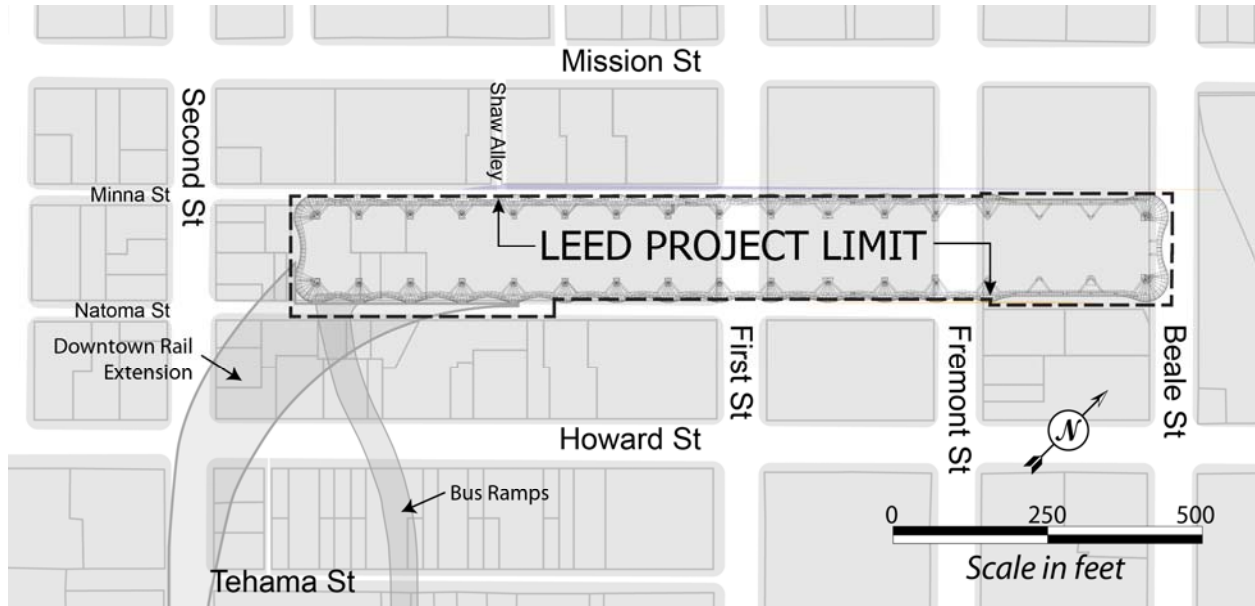 Mission St
Second St
Shaw Alley
Minna St
LEED PROJECT LIMIT
Natoma St
Downtown Rail
Extension
First St
Fremont St
Beale St
N
Howard St
Bus Ramps
0 250 500
Scale in feet
Tehama St